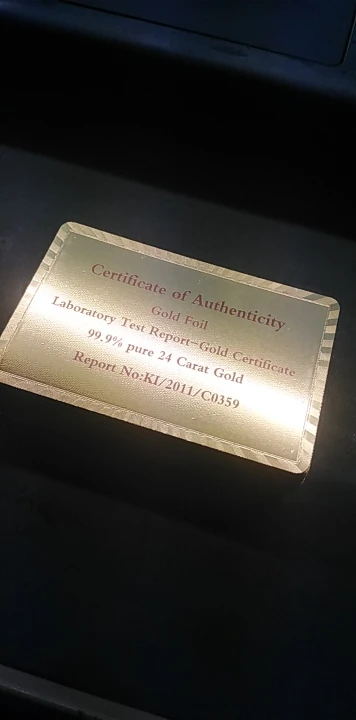 Certificate of Authenticity
Gold Foil
Laboratory Test Report-Gold Certificate
99.9% pure 24 Carat Gold
Report No:KI/2011/C0359